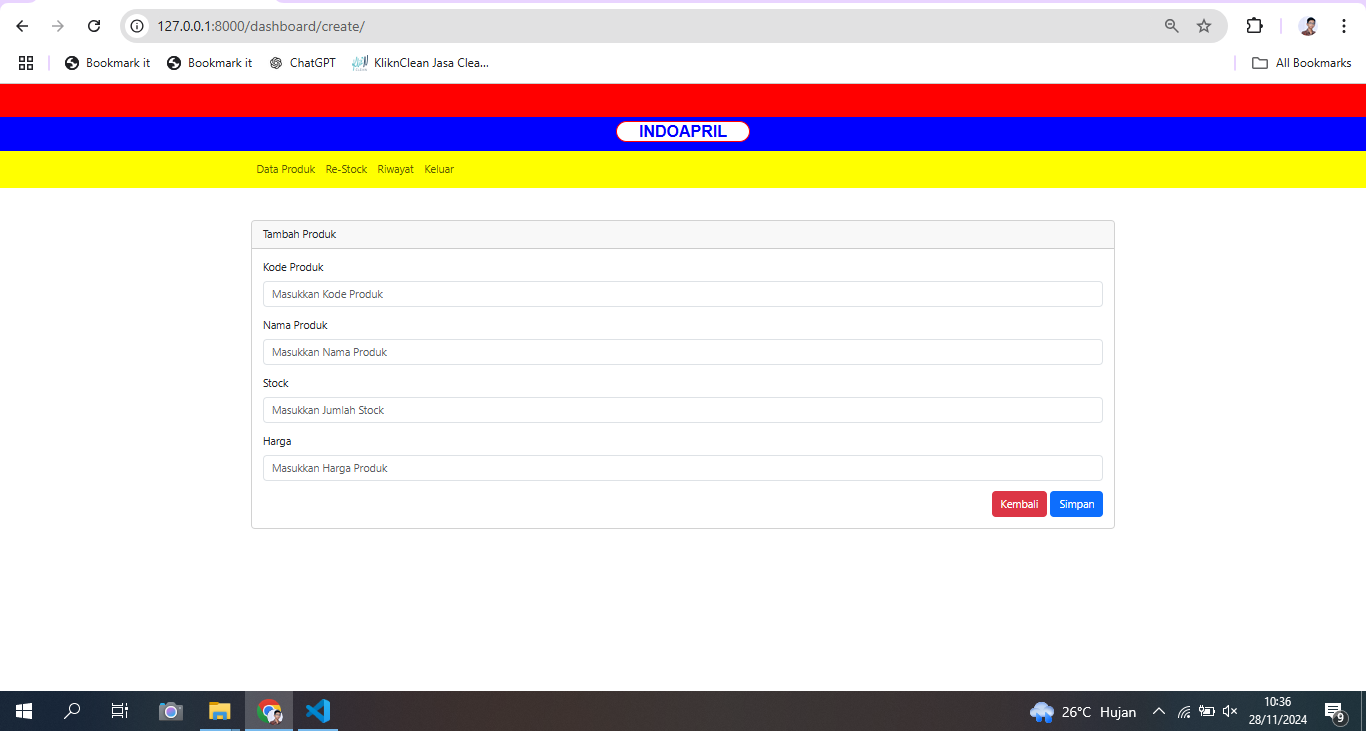 127.0.0.1:8000/dashboard/create/
Bookmark it Bookmark it ChatGPT KliknClean Jasa Clea... All Bookmarks
INDOAPRIL
Data Produk Re-Stock Riwayat Keluar
Tambah Produk
Kode Produk
Masukkan Kode Produk
Nama Produk
Masukkan Nama Produk
Stock
Masukkan Jumlah Stock
Harga
Masukkan Harga Produk
Kembali Simpan
26°C Hujan
10:36
28/11/2024
9